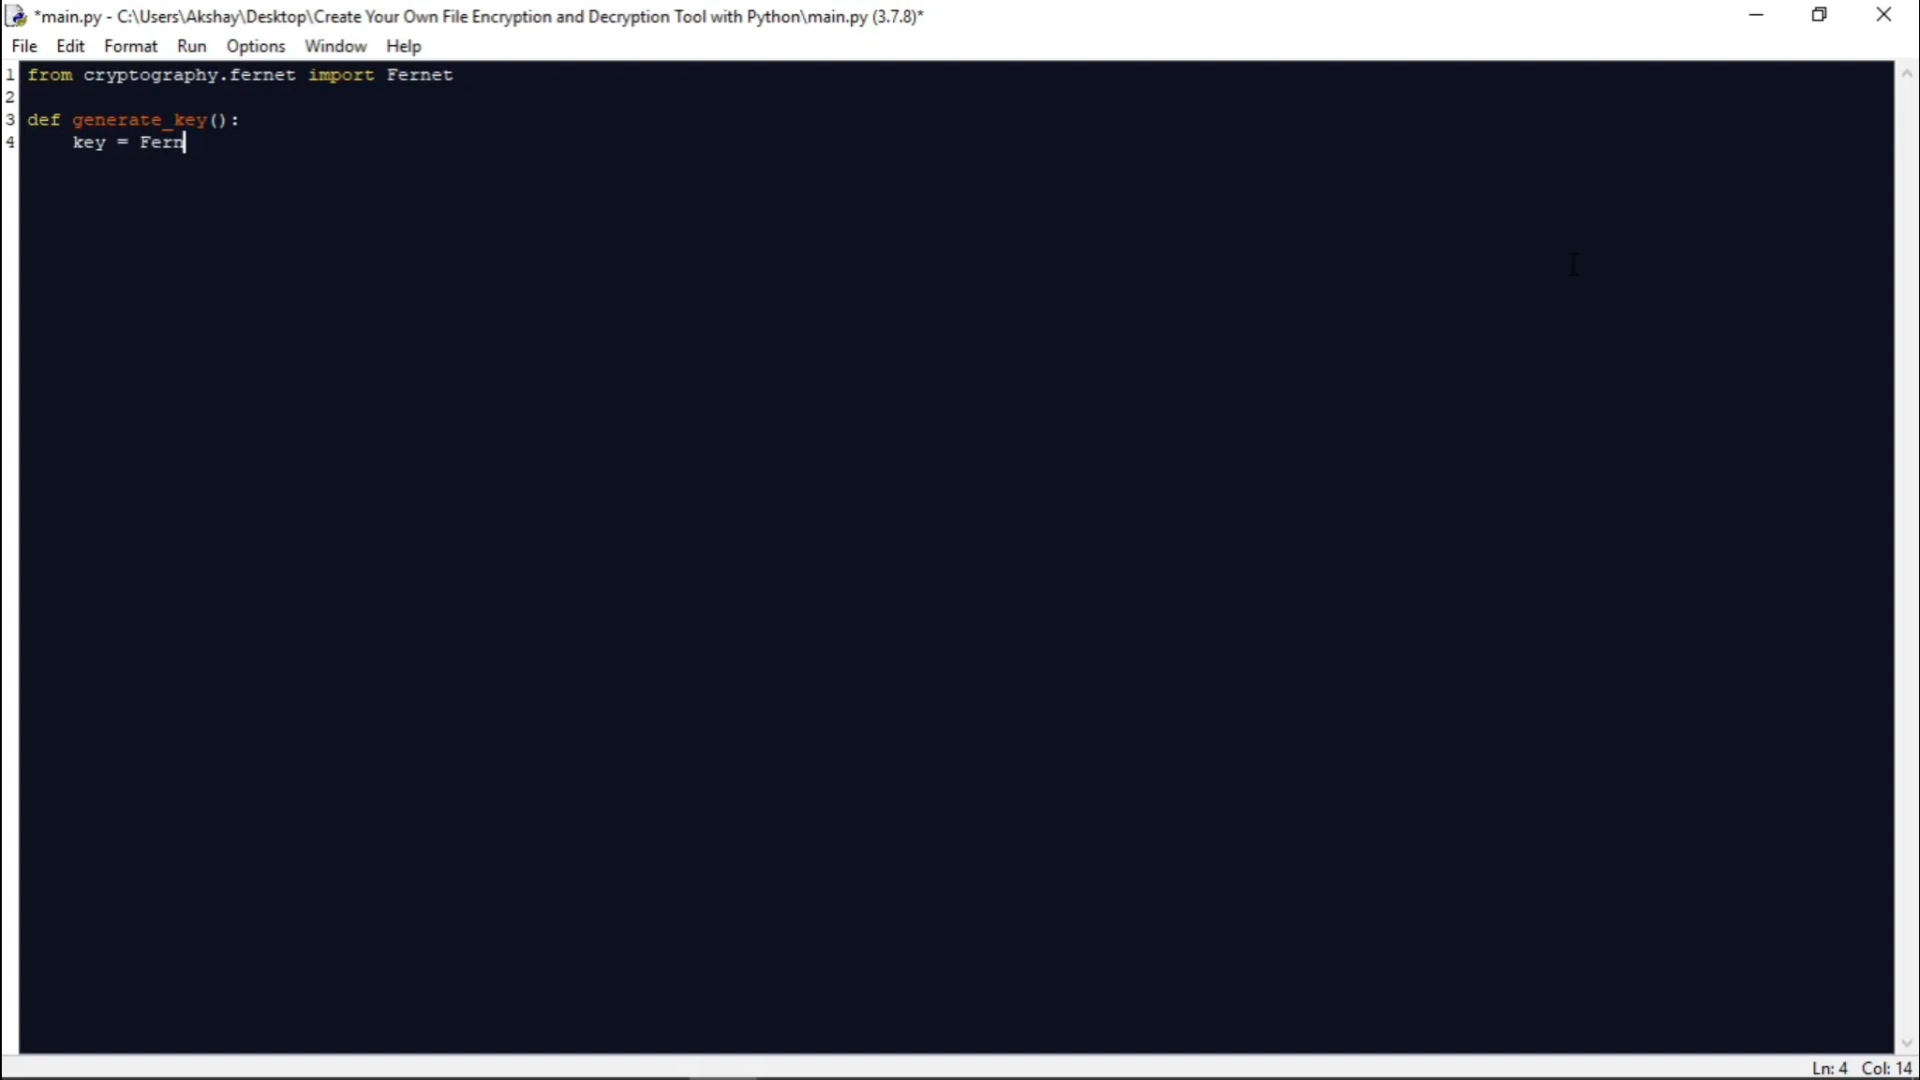 *main.py - C:\Users\Akshay\Desktop\Create Your Own File Encryption and Decryption Tool with Python\main.py (3.7.8)*
File Edit Format Run Options Window Help
1 from cryptography.fernet import Fernet
2
3 def generate_key():
4     key = Fern
Ln: 4 Col: 14